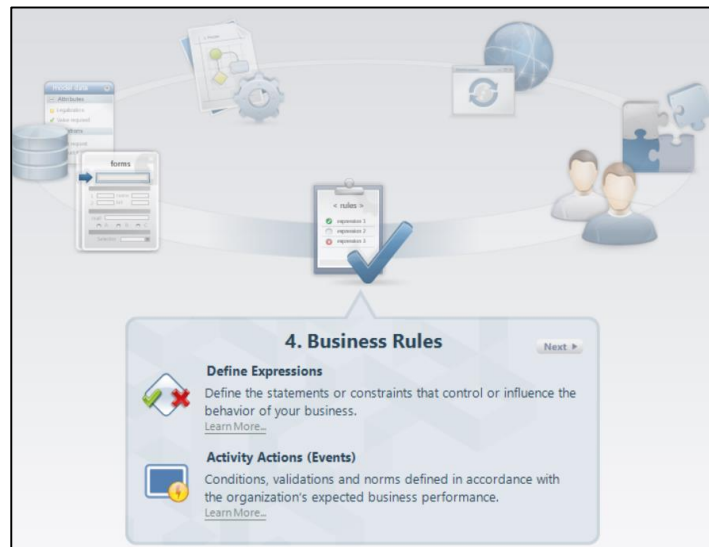 model data
Attributes
forms
< rules >
expression 1
expression 2
expression 3
4. Business Rules
Next
Define Expressions
Define the statements or constraints that control or influence the
behavior of your business.
Learn More...
Activity Actions (Events)
Conditions, validations and norms defined in accordance with
the organization's expected business performance.
Learn More...